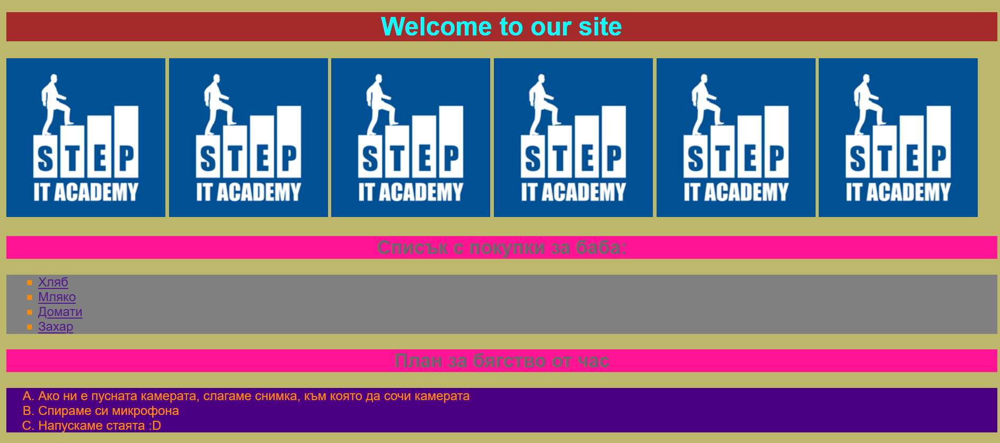 Welcome to our site
STEP STEP STEP STEP STEP STEP
IT ACADEMY IT ACADEMY IT ACADEMY IT ACADEMY IT ACADEMY IT ACADEMY
Списък с покупки за баба:
Хляб
Мляко
Домати
Захар
План за бягство от час
A. Ако ни е пусната камерата, слагаме снимка, към която да сочи камерата
B. Спираме си микрофона
C. Напускаме стаята :D